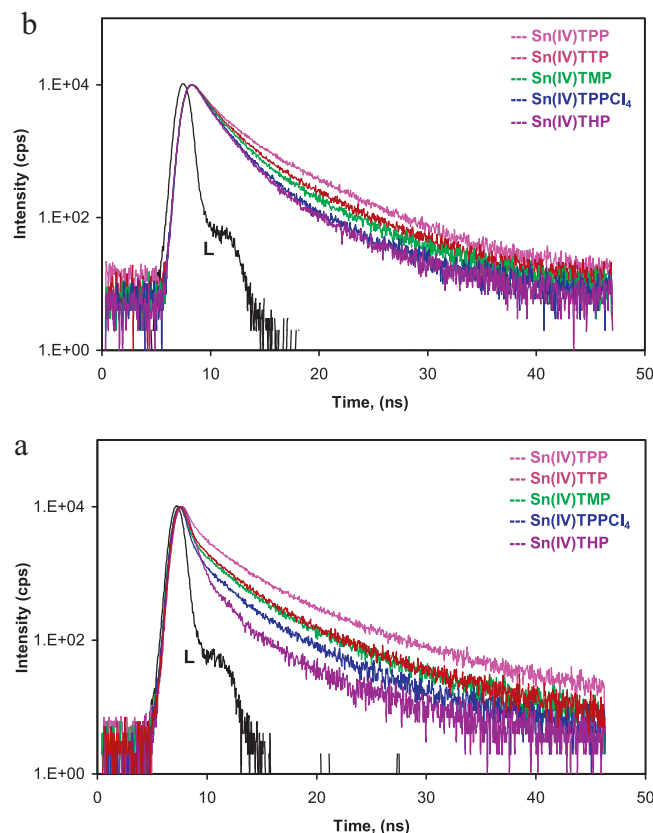 b
Intensity (cps)
1.E+04
1.E+02
1.E+00
0
10
20
30
40
50
Time, (ns)
L
--- Sn(IV)TPP
--- Sn(IV)TTP
--- Sn(IV)TMP
--- Sn(IV)TPPCl₄
--- Sn(IV)THP
a
Intensity (cps)
1.E+04
1.E+02
1.E+00
0
10
20
30
40
50
Time, (ns)
L
--- Sn(IV)TPP
--- Sn(IV)TTP
--- Sn(IV)TMP
--- Sn(IV)TPPCl₄
--- Sn(IV)THP